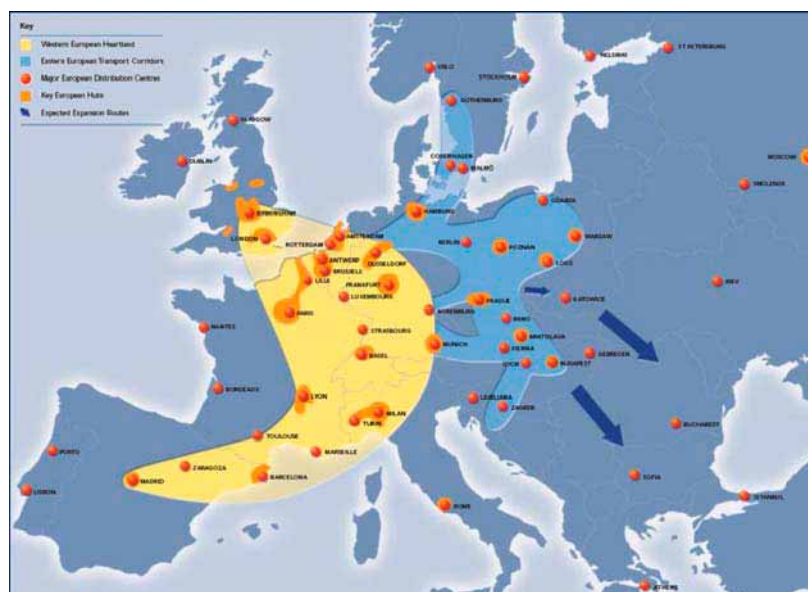 Key
Western European Heartland
Eastern European Transport Corridors
Major European Distribution Centres
Key European Hubs
Expected Expansion Routes
OSLO
HELSINKI
ST PETERSBURG
STOCKHOLM
GOTHENBURG
GLASGOW
DUBLIN
COPENHAGEN
MALMÖ
MOSCOW
SMOLENSK
BIRMINGHAM
HAMBURG
GDANSK
LONDON
AMSTERDAM
ROTTERDAM
BERLIN
POZNAN
WARSAW
LODZ
ANTWERP
DUSSELDORF
BRUSSELS
LILLE
FRANKFURT
KIEV
LUXEMBOURG
PRAGUE
KATOWICE
PARIS
NUREMBERG
BRNO
NANTES
STRASBOURG
BRATISLAVA
MUNICH
VIENNA
BASEL
DEBRECEN
GYOR
BUDAPEST
BORDEAUX
LYON
LJUBLJANA
ZAGREB
MILAN
TURIN
BUCHAREST
TOULOUSE
PORTO
MARSEILLE
ZARAGOZA
MADRID
BARCELONA
SOFIA
LISBON
ISTANBUL
ROME
ATHENS